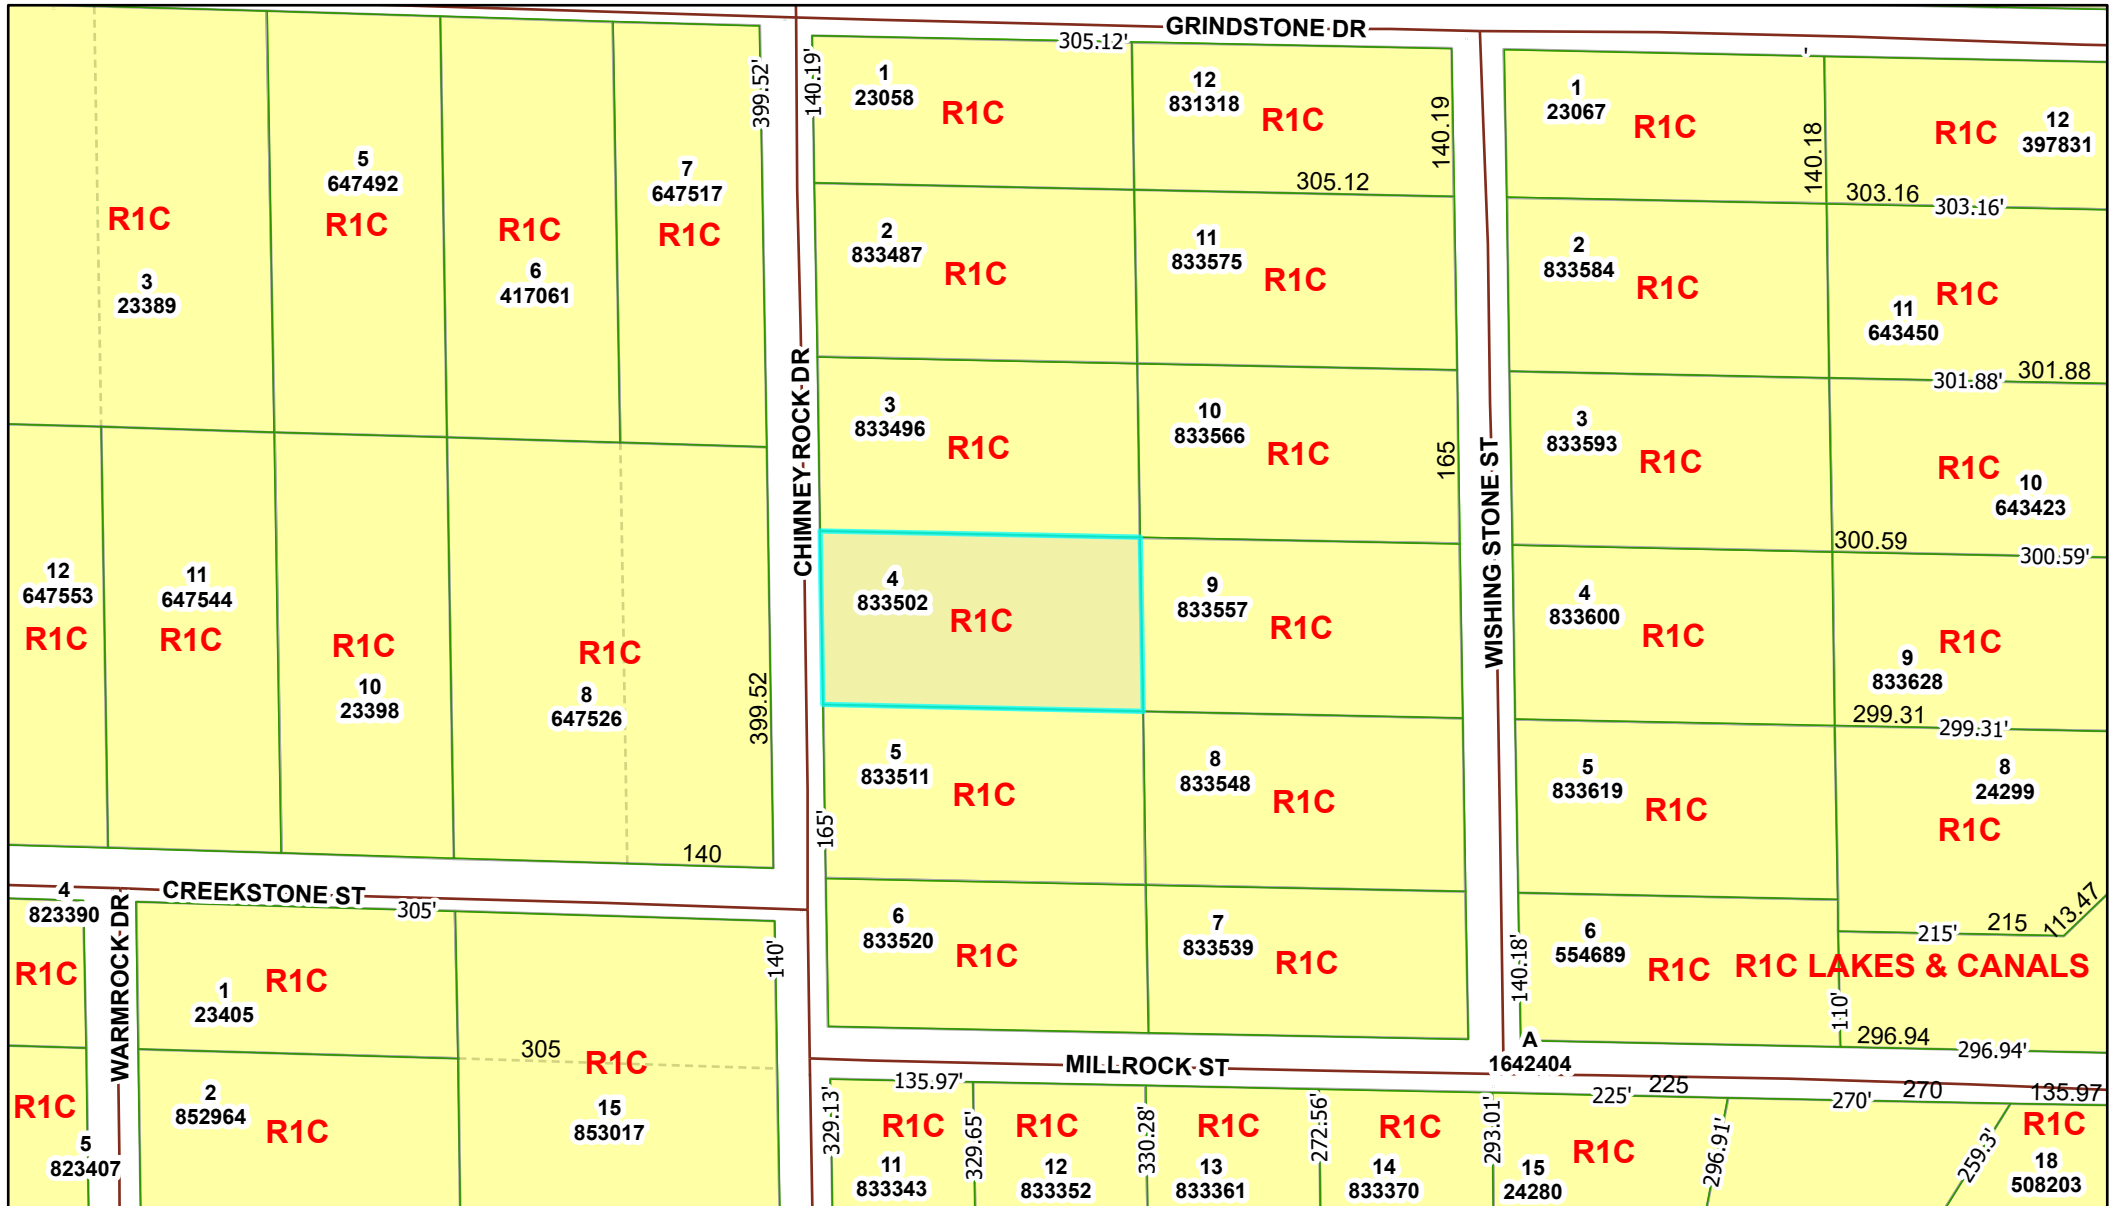 GRINDSTONE DR
305.12'
399.52'
140.19'
1
23058
R1C
12
831318
R1C
140.19
305.12
1
23067
R1C
'
140.18
R1C
12
397831
303.16
303.16'
R1C
3
23389
5
647492
R1C
R1C
6
417061
7
647517
R1C
2
833487
R1C
11
833575
R1C
2
833584
R1C
R1C
11
643450
301.88'
301.88
CHIMNEY ROCK DR
3
833496
R1C
10
833566
R1C
165
WISHING STONE ST
3
833593
R1C
R1C
10
643423
300.59
300.59'
12
647553
R1C
11
647544
R1C
R1C
10
23398
R1C
8
647526
399.52
140
4
833502
R1C
9
833557
R1C
4
833600
R1C
R1C
9
833628
299.31
299.31'
5
833511
R1C
165'
8
833548
R1C
5
833619
R1C
8
24299
R1C
113.47
215'
215
CREEKSTONE ST
305'
4
823390
R1C
WARMROCK DR
1
23405
R1C
140'
6
833520
R1C
7
833539
R1C
140.18'
6
554689
R1C
R1C LAKES & CANALS
110'
296.94
296.94'
A
1642404
MILLROCK ST
305
R1C
R1C
5
823407
2
852964
R1C
15
853017
135.97'
225
225'
270'
270
135.97
329.13'
R1C
11
833343
329.65'
R1C
12
833352
330.28'
R1C
13
833361
272.56'
R1C
14
833370
293.01'
R1C
15
24280
296.91'
259.3'
R1C
18
508203